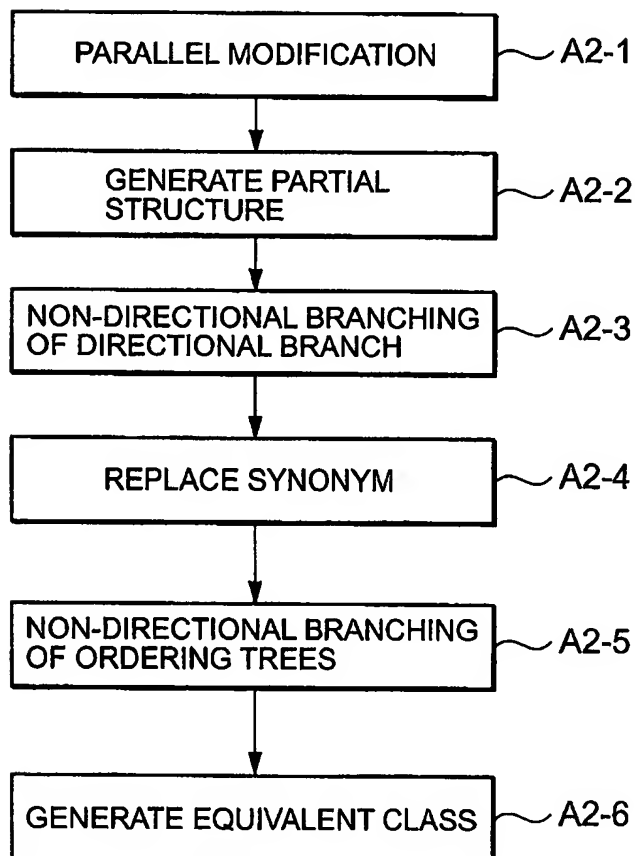 PARALLEL MODIFICATION
A2-1
GENERATE PARTIAL
STRUCTURE
A2-2
NON-DIRECTIONAL BRANCHING
OF DIRECTIONAL BRANCH
A2-3
REPLACE SYNONYM
A2-4
NON-DIRECTIONAL BRANCHING
OF ORDERING TREES
A2-5
GENERATE EQUIVALENT CLASS
A2-6